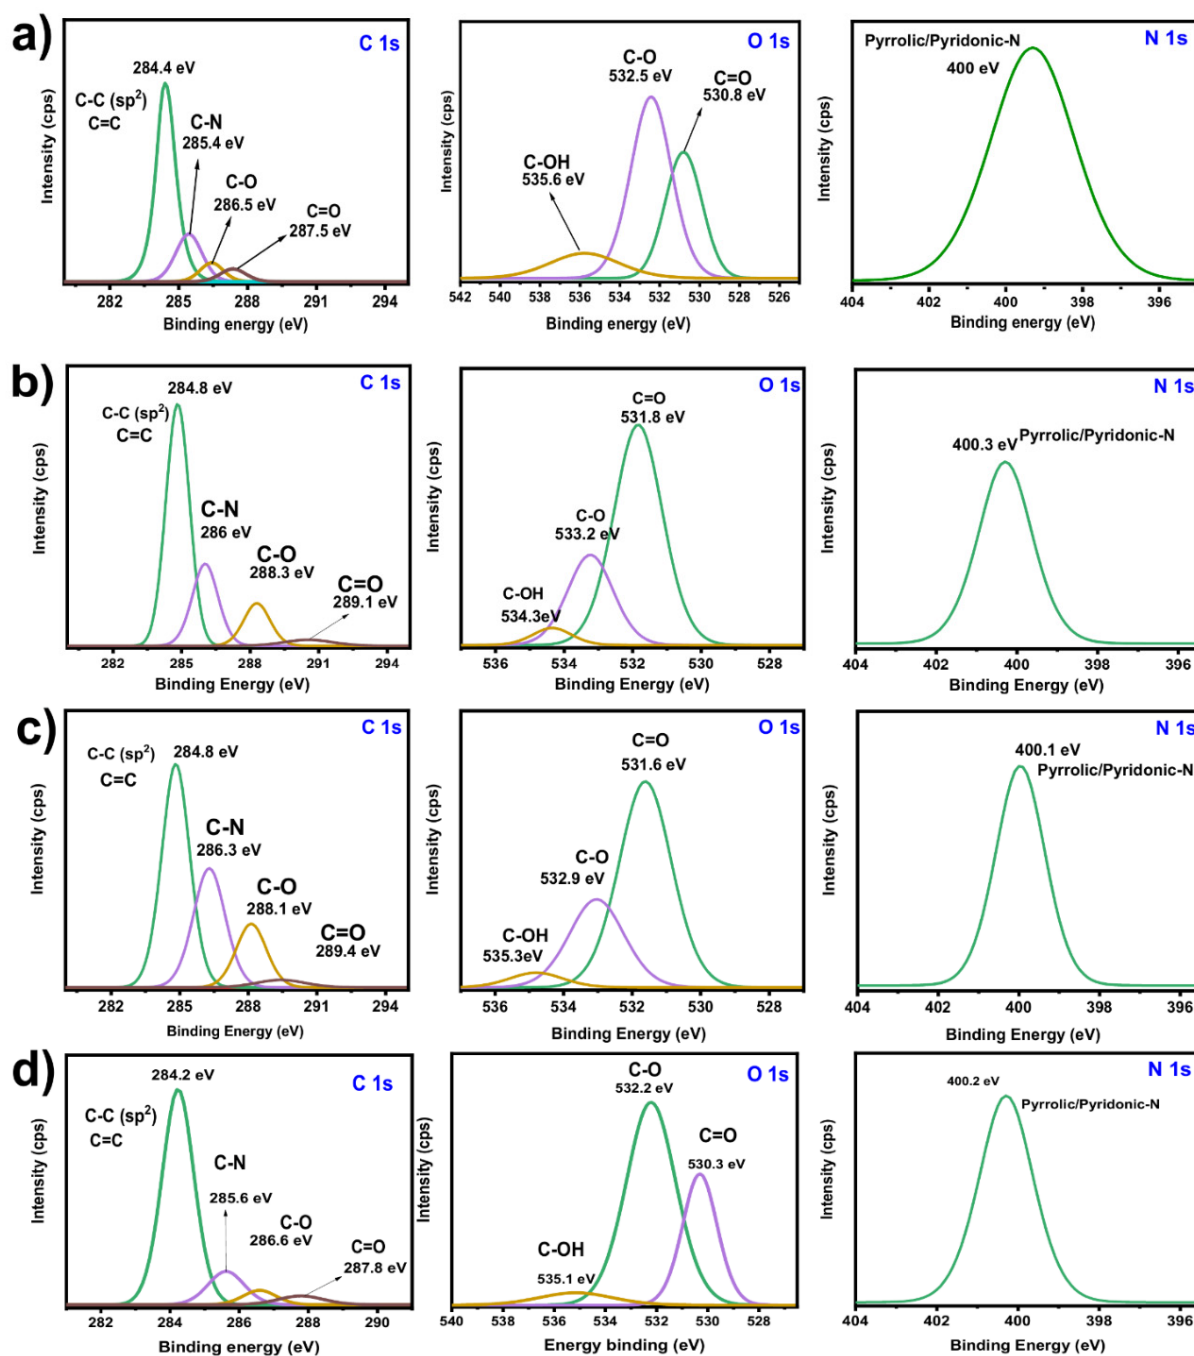 a)
C 1s
284.4 eV
C-C (sp²)
C=C
C-N
285.4 eV
C-O
286.5 eV
C=O
287.5 eV
Intensity (cps)
282 285 288 291 294
Binding energy (eV)
O 1s
C-O
532.5 eV
C=O
530.8 eV
C-OH
535.6 eV
Intensity (cps)
542 540 538 536 534 532 530 528 526
Binding energy (eV)
N 1s
Pyrrolic/Pyridonic-N
400 eV
Intensity (cps)
404 402 400 398 396
Binding energy (eV)
b)
C 1s
284.8 eV
C-C (sp²)
C=C
C-N
286 eV
C-O
288.3 eV
C=O
289.1 eV
Intensity (cps)
282 285 288 291 294
Binding Energy (eV)
O 1s
C=O
531.8 eV
C-O
533.2 eV
C-OH
534.3eV
Intensity (cps)
536 534 532 530 528
Binding Energy (eV)
N 1s
400.3 eV
Pyrrolic/Pyridonic-N
Intensity (cps)
404 402 400 398 396
Binding Energy (eV)
c)
C 1s
C-C (sp²)
284.8 eV
C=C
C-N
286.3 eV
C-O
288.1 eV
C=O
289.4 eV
Intensity (cps)
282 285 288 291 294
Binding Energy (eV)
O 1s
C=O
531.6 eV
C-O
532.9 eV
C-OH
535.3eV
Intensity (cps)
536 534 532 530 528
Binding Energy (eV)
N 1s
400.1 eV
Pyrrolic/Pyridonic-N
Intensity (cps)
404 402 400 398 396
Binding Energy (eV)
d)
C 1s
284.2 eV
C-C (sp²)
C=C
C-N
285.6 eV
C-O
286.6 eV
C=O
287.8 eV
Intensity (cps)
282 284 286 288 290
Binding energy (eV)
O 1s
C-O
532.2 eV
C=O
530.3 eV
C-OH
535.1 eV
Intensity (cps)
540 538 536 534 532 530 528
Energy binding (eV)
N 1s
400.2 eV
Pyrrolic/Pyridonic-N
Intensity (cps)
404 402 400 398 396
Binding Energy (eV)